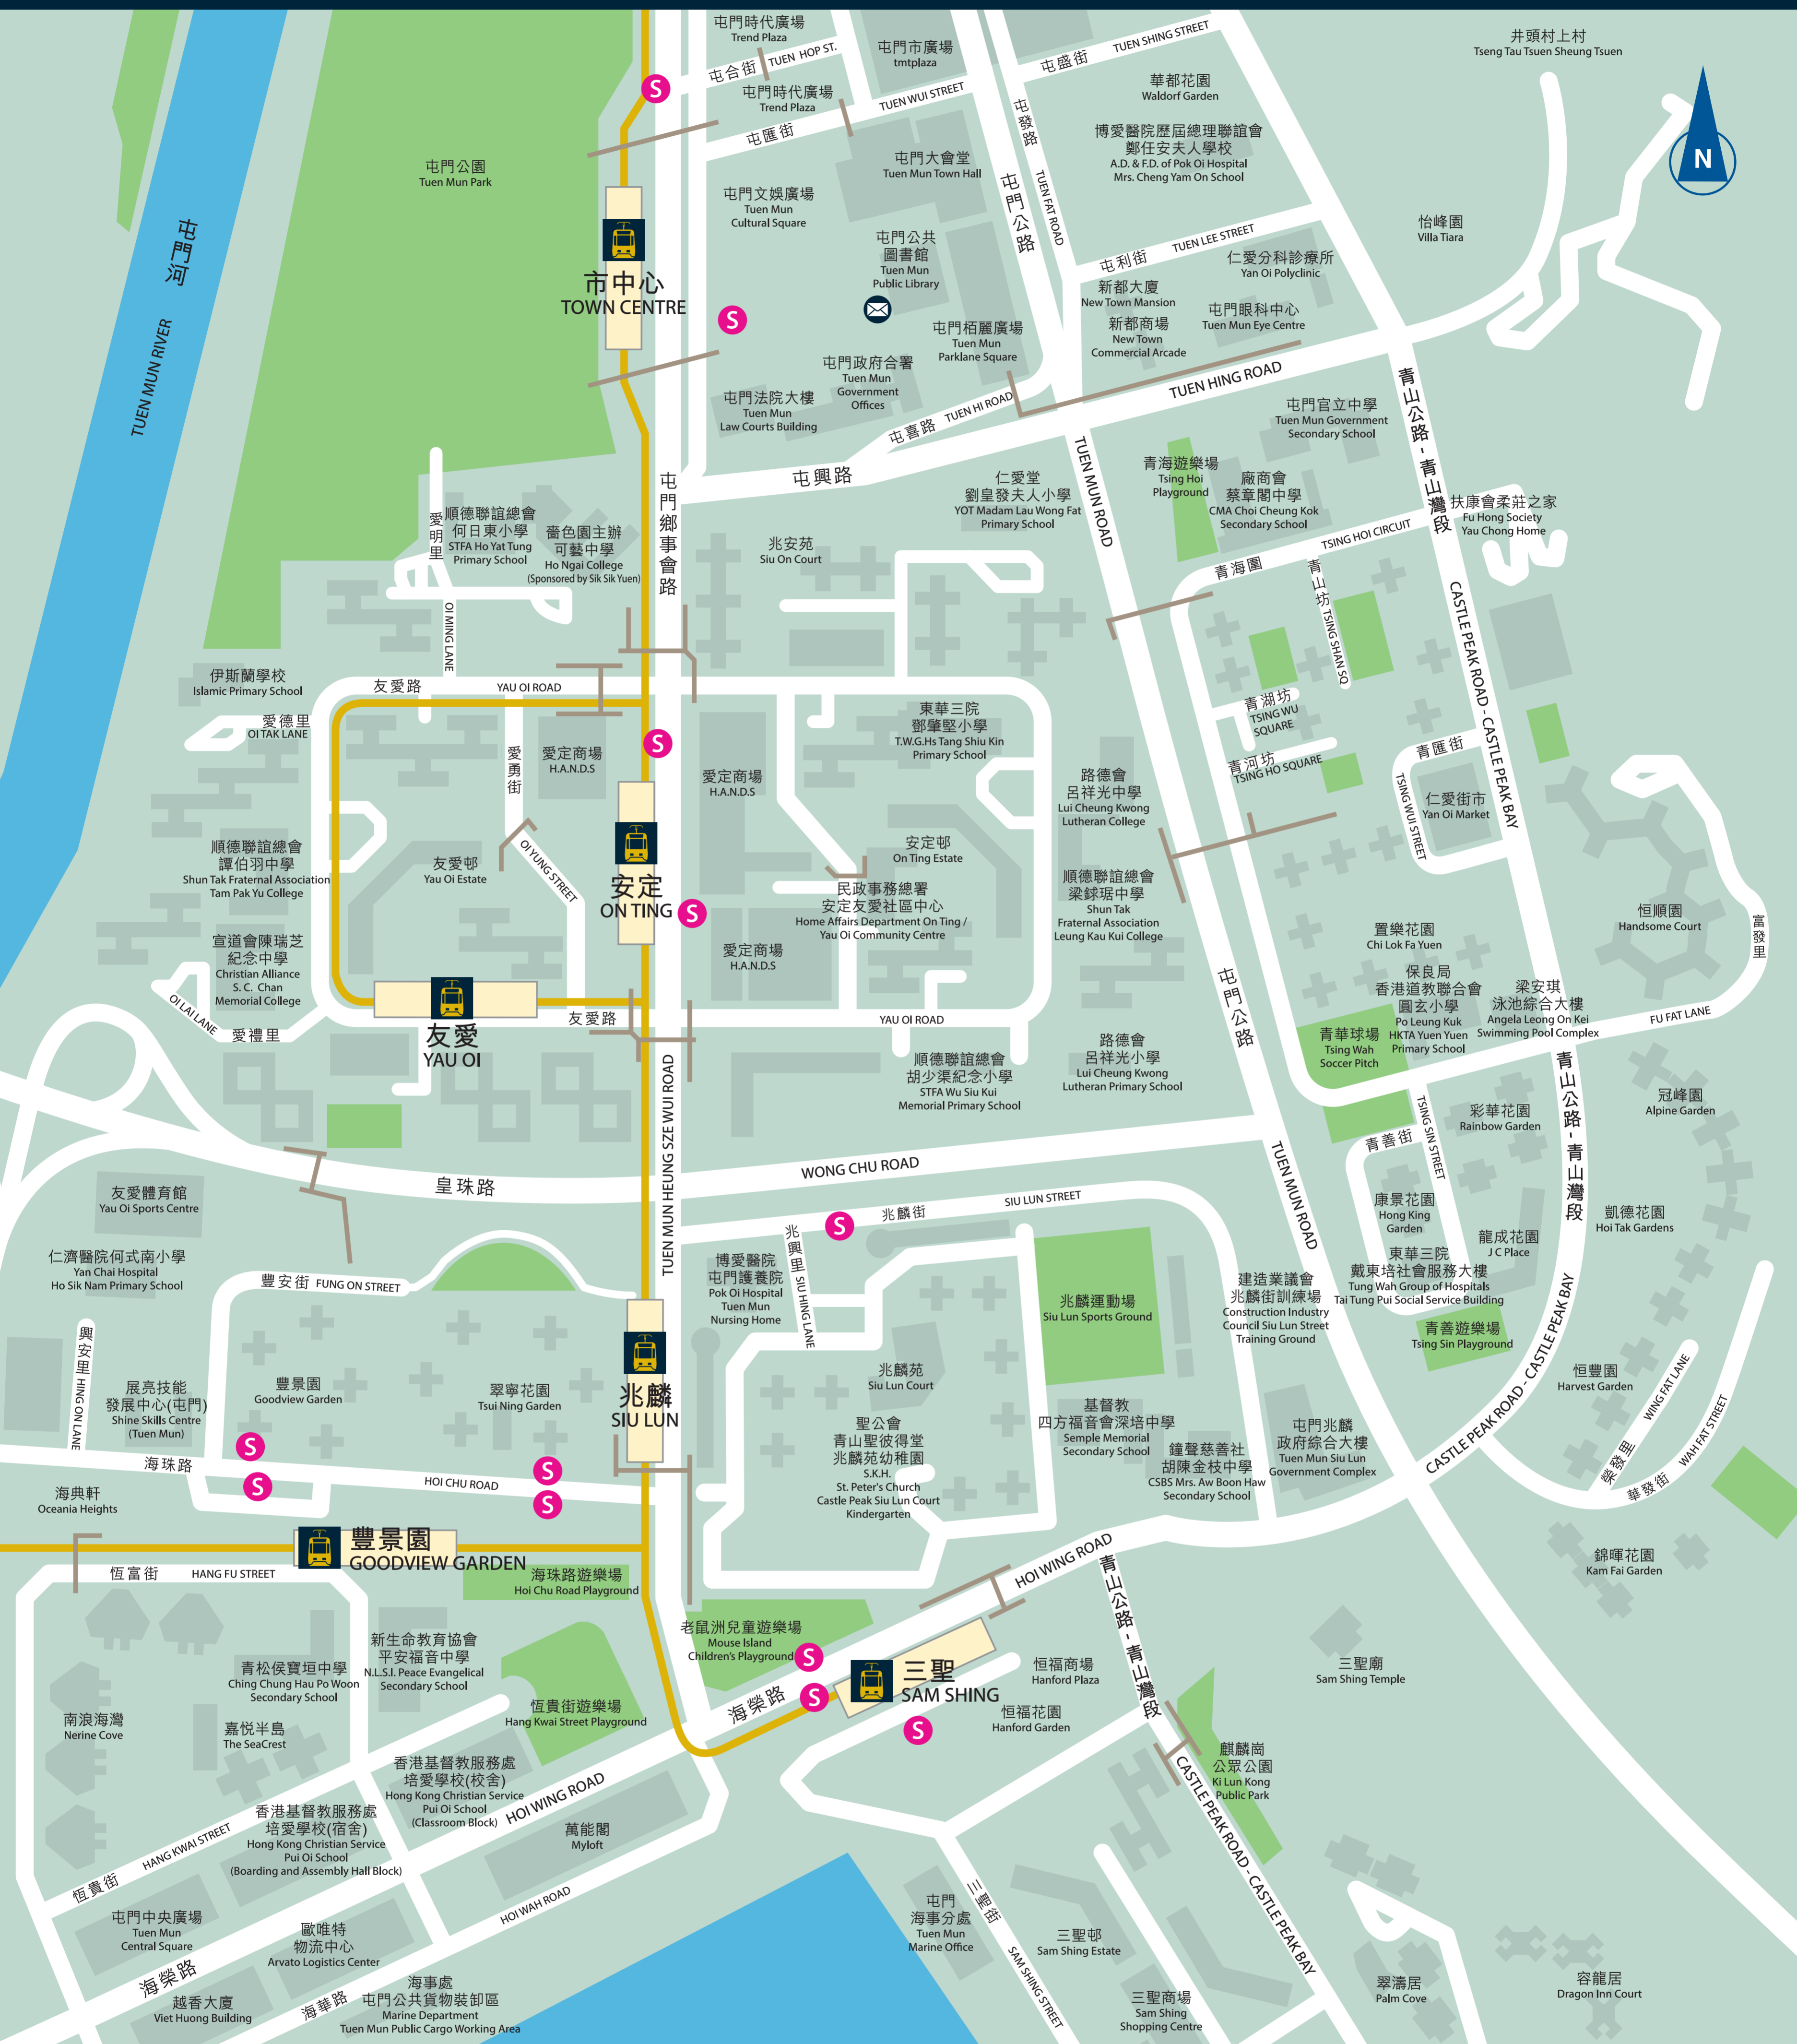 屯門時代廣場
Trend Plaza
屯合街
TUEN HOP ST.
屯門市廣場
tmtplaza
屯盛街
TUEN SHING STREET
井頭村上村
Tseng Tau Tsuen Sheung Tsuen
S
屯門時代廣場
Trend Plaza
屯匯街
TUEN WUI STREET
屯發路
TUEN FAT ROAD
華都花園
Waldorf Garden
博愛醫院歷屆總理聯誼會
鄭任安夫人學校
A.D. & F.D. of Pok Oi Hospital
Mrs. Cheng Yam On School
N
屯門公園
Tuen Mun Park
屯門河
TUEN MUN RIVER
屯門大會堂
Tuen Mun Town Hall
屯門文娛廣場
Tuen Mun
Cultural Square
屯門公路
屯門公共
圖書館
Tuen Mun
Public Library
屯利街
TUEN LEE STREET
怡峰園
Villa Tiara
市中心
TOWN CENTRE
S
仁愛分科診療所
Yan Oi Polyclinic
新都大廈
New Town Mansion
新都商場
New Town
Commercial Arcade
屯門眼科中心
Tuen Mun Eye Centre
屯門栢麗廣場
Tuen Mun
Parklane Square
屯門政府合署
Tuen Mun
Government
Offices
屯門法院大樓
Tuen Mun
Law Courts Building
屯喜路
TUEN HI ROAD
TUEN HING ROAD
屯興路
青山公路 - 青山灣段
屯門官立中學
Tuen Mun Government
Secondary School
青海遊樂場
Tsing Hoi
Playground
廠商會
蔡章閣中學
CMA Choi Cheung Kok
Secondary School
扶康會柔莊之家
Fu Hong Society
Yau Chong Home
TUEN MUN ROAD
仁愛堂
劉皇發夫人小學
YOT Madam Lau Wong Fat
Primary School
屯門鄉事會路
愛明里
OI MING LANE
順德聯誼總會
何日東小學
STFA Ho Yat Tung
Primary School
嗇色園主辦
可藝中學
Ho Ngai College
(Sponsored by Sik Sik Yuen)
兆安苑
Siu On Court
青海圍
TSING HOI CIRCUIT
青山坊
TSING SHAN SQ
CASTLE PEAK ROAD - CASTLE PEAK BAY
伊斯蘭學校
Islamic Primary School
友愛路
YAU OI ROAD
愛德里
OI TAK LANE
愛勇街
OI YUNG STREET
愛定商場
H.A.N.D.S
S
愛定商場
H.A.N.D.S
東華三院
鄧肇堅小學
T.W.G.Hs Tang Shiu Kin
Primary School
青湖坊
TSING WU
SQUARE
青河坊
TSING HO SQUARE
青匯街
TSING WUI STREET
仁愛街市
Yan Oi Market
路德會
呂祥光中學
Lui Cheung Kwong
Lutheran College
順德聯誼總會
譚伯羽中學
Shun Tak Fraternal Association
Tam Pak Yu College
友愛邨
Yau Oi Estate
安定
ON TING
S
安定邨
On Ting Estate
民政事務總署
安定友愛社區中心
Home Affairs Department On Ting /
Yau Oi Community Centre
順德聯誼總會
梁銶琚中學
Shun Tak
Fraternal Association
Leung Kau Kui College
恒順園
Handsome Court
富發里
FU FAT LANE
宣道會陳瑞芝
紀念中學
Christian Alliance
S. C. Chan
Memorial College
愛定商場
H.A.N.D.S
置樂花園
Chi Lok Fa Yuen
保良局
香港道教聯合會
圓玄小學
Po Leung Kuk
HKTA Yuen Yuen
Primary School
梁安琪
泳池綜合大樓
Angela Leong On Kei
Swimming Pool Complex
OI LAI LANE
愛禮里
友愛
YAU OI
友愛路
YAU OI ROAD
屯門公路
青華球場
Tsing Wah
Soccer Pitch
順德聯誼總會
胡少渠紀念小學
STFA Wu Siu Kui
Memorial Primary School
路德會
呂祥光小學
Lui Cheung Kwong
Lutheran Primary School
TUEN MUN HEUNG SZE WUI ROAD
青山公路 - 青山灣段
冠峰園
Alpine Garden
彩華花園
Rainbow Garden
TSING SIN STREET
青善街
皇珠路
WONG CHU ROAD
TUEN MUN ROAD
友愛體育館
Yau Oi Sports Centre
兆麟街
SIU LUN STREET
S
兆興里
SIU HING LANE
康景花園
Hong King
Garden
凱德花園
Hoi Tak Gardens
龍成花園
J C Place
仁濟醫院何式南小學
Yan Chai Hospital
Ho Sik Nam Primary School
豐安街
FUNG ON STREET
博愛醫院
屯門護養院
Pok Oi Hospital
Tuen Mun
Nursing Home
兆麟運動場
Siu Lun Sports Ground
建造業議會
兆麟街訓練場
Construction Industry
Council Siu Lun Street
Training Ground
東華三院
戴東培社會服務大樓
Tung Wah Group of Hospitals
Tai Tung Pui Social Service Building
青善遊樂場
Tsing Sin Playground
興安里
HING ON LANE
展亮技能
發展中心(屯門)
Shine Skills Centre
(Tuen Mun)
豐景園
Goodview Garden
翠寧花園
Tsui Ning Garden
兆麟
SIU LUN
兆麟苑
Siu Lun Court
聖公會
青山聖彼得堂
兆麟苑幼稚園
S.K.H.
St. Peter's Church
Castle Peak Siu Lun Court
Kindergarten
基督教
四方福音會深培中學
Semple Memorial
Secondary School
鐘聲慈善社
胡陳金枝中學
CSBS Mrs. Aw Boon Haw
Secondary School
屯門兆麟
政府綜合大樓
Tuen Mun Siu Lun
Government Complex
CASTLE PEAK ROAD - CASTLE PEAK BAY
恒豐園
Harvest Garden
WING FAT LANE
榮發里
華發街
WAH FAT STREET
海珠路
HOI CHU ROAD
S
S
S
S
海典軒
Oceania Heights
豐景園
GOODVIEW GARDEN
恆富街
HANG FU STREET
海珠路遊樂場
Hoi Chu Road Playground
HOI WING ROAD
青山公路 - 青山灣段
錦暉花園
Kam Fai Garden
老鼠洲兒童遊樂場
Mouse Island
Children's Playground
S
S
S
海榮路
三聖
SAM SHING
恒福商場
Hanford Plaza
恒福花園
Hanford Garden
三聖廟
Sam Shing Temple
新生命教育協會
平安福音中學
N.L.S.I. Peace Evangelical
Secondary School
青松侯寶垣中學
Ching Chung Hau Po Woon
Secondary School
恆貴街遊樂場
Hang Kwai Street Playground
南浪海灣
Nerine Cove
嘉悦半島
The SeaCrest
麒麟崗
公眾公園
Ki Lun Kong
Public Park
香港基督教服務處
培愛學校(校舍)
Hong Kong Christian Service
Pui Oi School
(Classroom Block)
HOI WING ROAD
香港基督教服務處
培愛學校(宿舍)
Hong Kong Christian Service
Pui Oi School
(Boarding and Assembly Hall Block)
萬能閣
Myloft
恆貴街
HANG KWAI STREET
CASTLE PEAK ROAD - CASTLE PEAK BAY
屯門中央廣場
Tuen Mun
Central Square
歐唯特
物流中心
Arvato Logistics Center
HOI WAH ROAD
屯門
海事分處
Tuen Mun
Marine Office
三聖街
SAM SHING STREET
三聖邨
Sam Shing Estate
海榮路
越香大廈
Viet Huong Building
海華路
海事處
屯門公共貨物裝卸區
Marine Department
Tuen Mun Public Cargo Working Area
三聖商場
Sam Shing
Shopping Centre
翠濤居
Palm Cove
容龍居
Dragon Inn Court